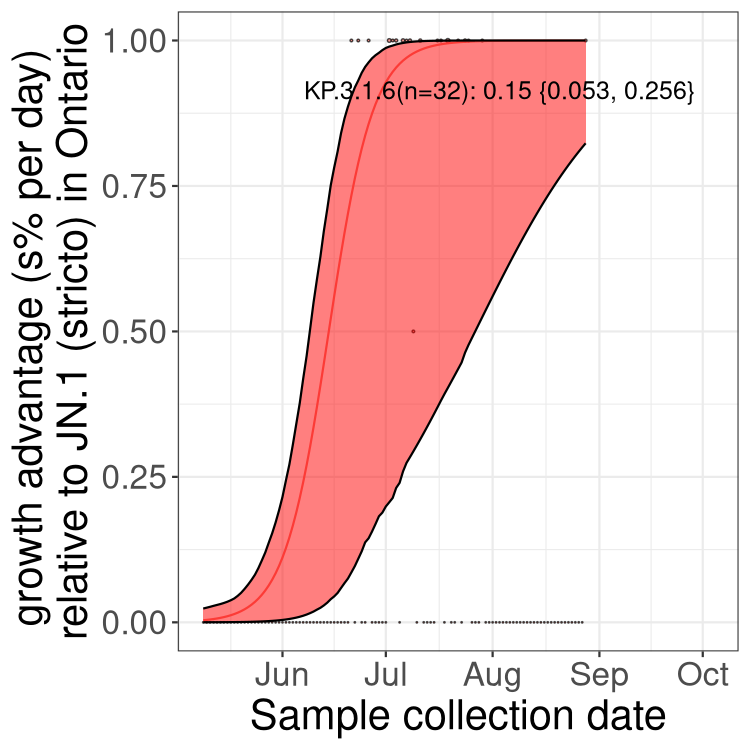 growth advantage (s% per day)
relative to JN.1 (stricto) in Ontario
1.00
0.75
0.50
0.25
0.00
KP.3.1.6(n=32): 0.15 {0.053, 0.256}
Jun Jul Aug Sep Oct
Sample collection date